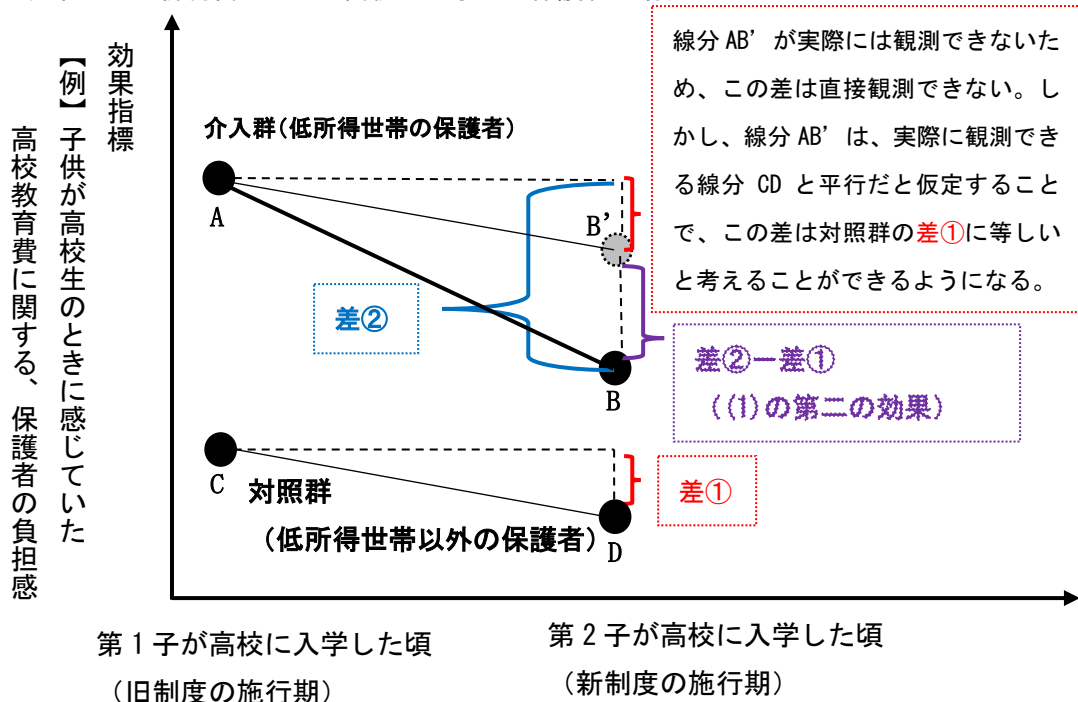 効果指標
【例】子供が高校生のときに感じていた
高校教育費に関する、保護者の負担感
介入群(低所得世帯の保護者)
A
B’
線分 AB’ が実際には観測できないた
め、この差は直接観測できない。し
かし、線分 AB’ は、実際に観測でき
る線分 CD と平行だと仮定すること
で、この差は対照群の差①に等しい
と考えることができるようになる。
差②
B
差②ー差①
((1)の第二の効果)
C
対照群
(低所得世帯以外の保護者)
D
差①
第1子が高校に入学した頃
(旧制度の施行期)
第2子が高校に入学した頃
(新制度の施行期)